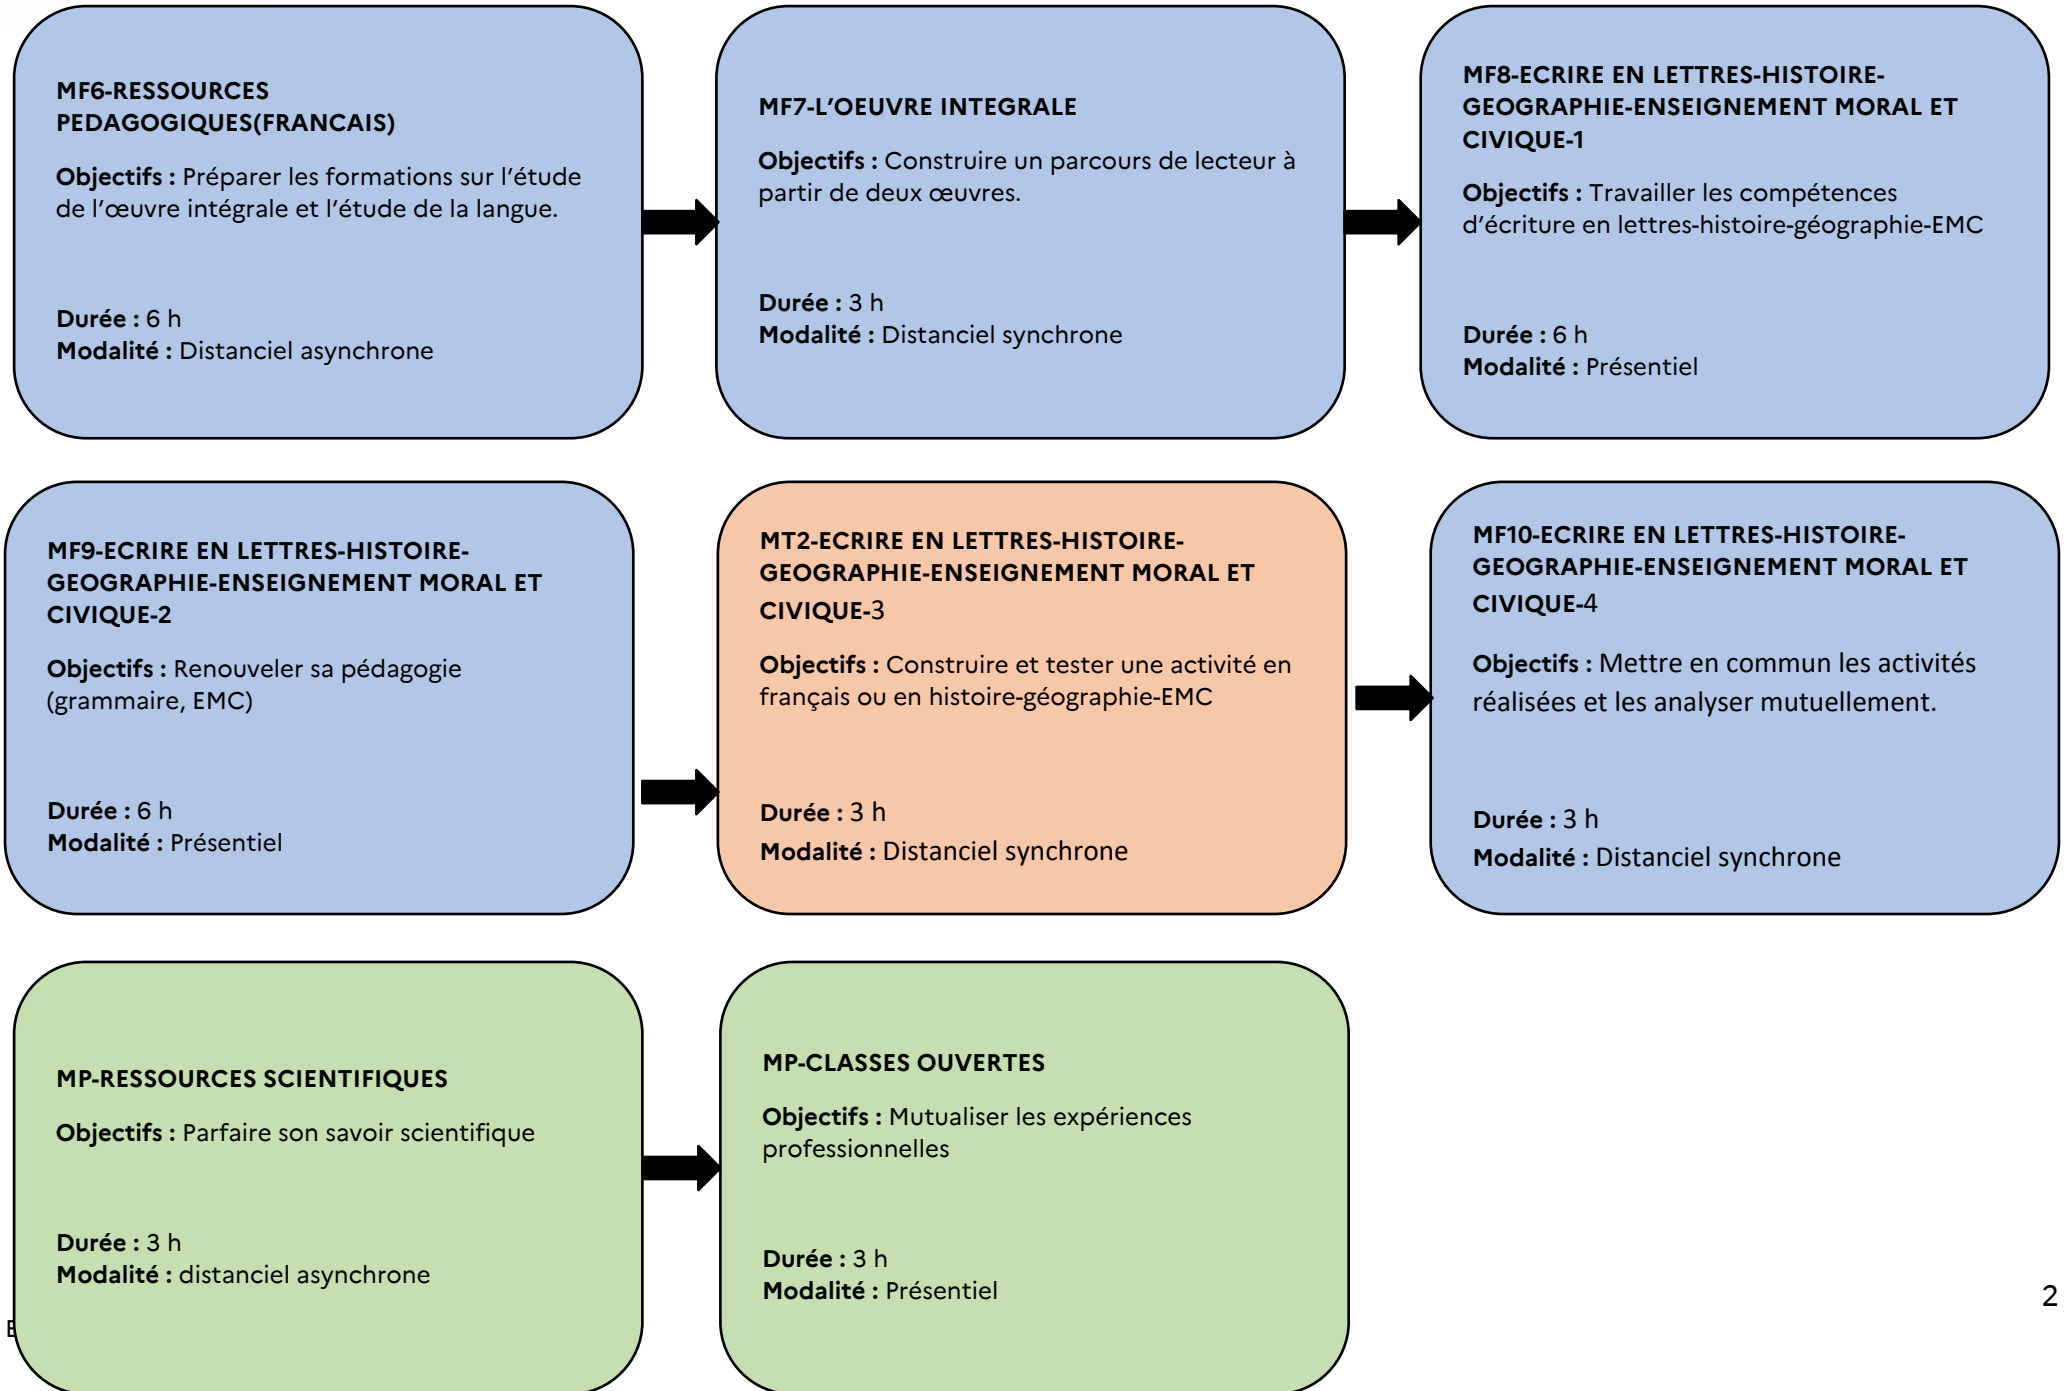 MF6-RESSOURCES
PEDAGOGIQUES(FRANCAIS)
Objectifs : Préparer les formations sur l'étude
de l'œuvre intégrale et l'étude de la langue.
Durée : 6 h
Modalité : Distanciel asynchrone
MF7-L'OEUVRE INTEGRALE
Objectifs : Construire un parcours de lecteur à
partir de deux œuvres.
Durée : 3 h
Modalité : Distanciel synchrone
MF8-ECRIRE EN LETTRES-HISTOIRE-
GEOGRAPHIE-ENSEIGNEMENT MORAL ET
CIVIQUE-1
Objectifs : Travailler les compétences
d'écriture en lettres-histoire-géographie-EMC
Durée : 6 h
Modalité : Présentiel
MF9-ECRIRE EN LETTRES-HISTOIRE-
GEOGRAPHIE-ENSEIGNEMENT MORAL ET
CIVIQUE-2
Objectifs : Renouveler sa pédagogie
(grammaire, EMC)
Durée : 6 h
Modalité : Présentiel
MT2-ECRIRE EN LETTRES-HISTOIRE-
GEOGRAPHIE-ENSEIGNEMENT MORAL ET
CIVIQUE-3
Objectifs : Construire et tester une activité en
français ou en histoire-géographie-EMC
Durée : 3 h
Modalité : Distanciel synchrone
MF10-ECRIRE EN LETTRES-HISTOIRE-
GEOGRAPHIE-ENSEIGNEMENT MORAL ET
CIVIQUE-4
Objectifs : Mettre en commun les activités
réalisées et les analyser mutuellement.
Durée : 3 h
Modalité : Distanciel synchrone
MP-RESSOURCES SCIENTIFIQUES
Objectifs : Parfaire son savoir scientifique
Durée : 3 h
Modalité : distanciel asynchrone
MP-CLASSES OUVERTES
Objectifs : Mutualiser les expériences
professionnelles
Durée : 3 h
Modalité : Présentiel
2